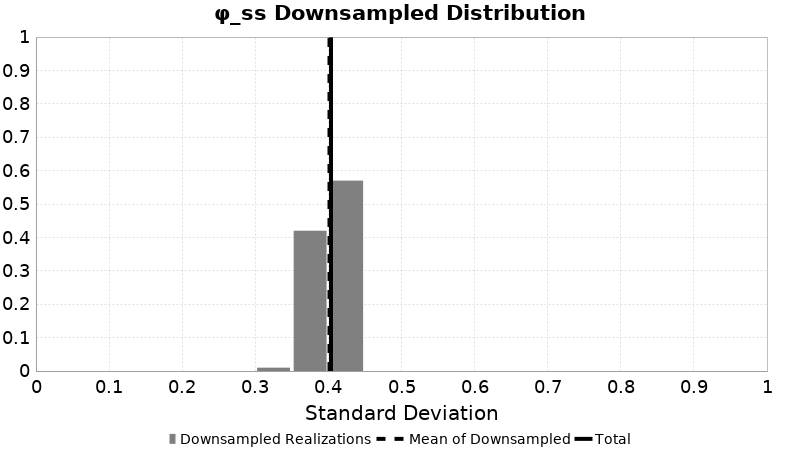 φ_ss Downsampled Distribution
1
0.9
0.8
0.7
0.6
0.5
0.4
0.3
0.2
0.1
0
0 0.1 0.2 0.3 0.4 0.5 0.6 0.7 0.8 0.9 1
Standard Deviation
Downsampled Realizations Mean of Downsampled Total